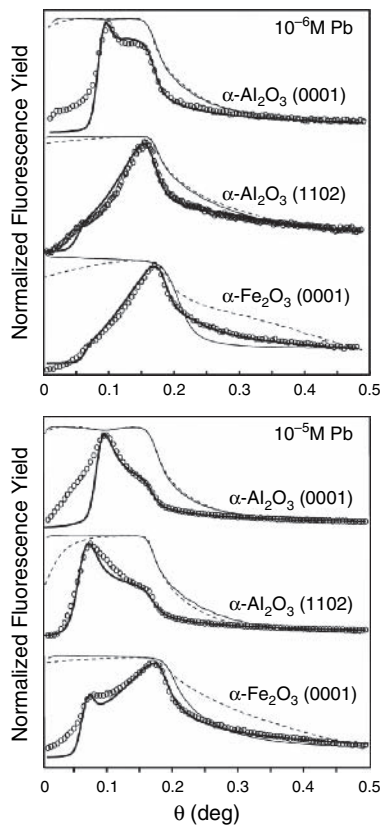 Normalized Fluorescence Yield
10⁻⁶M Pb
α-Al₂O₃ (0001)
α-Al₂O₃ (1102)
α-Fe₂O₃ (0001)
0 0.1 0.2 0.3 0.4 0.5
Normalized Fluorescence Yield
10⁻⁵M Pb
α-Al₂O₃ (0001)
α-Al₂O₃ (1102)
α-Fe₂O₃ (0001)
0 0.1 0.2 0.3 0.4 0.5
θ (deg)